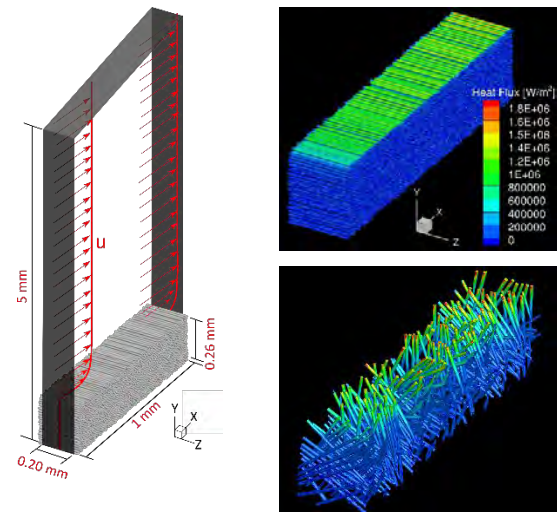 5 mm
u
0.26 mm
1 mm
0.20 mm
Y
X
Z
Heat Flux [W/m²]
1.8E+06
1.6E+06
1.5E+06
1.4E+06
1.2E+06
1E+06
800000
600000
400000
200000
0
Y
X
Z